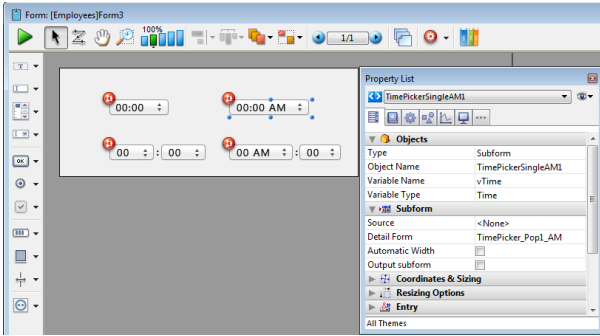 Form: [Employees]Form3
100%
1/1
00:00
00:00 AM
00 : 00
00 AM : 00
OK
Property List
TimePickerSingleAM1
Objects
Type Subform
Object Name TimePickerSingleAM1
Variable Name vTime
Variable Type Time
Subform
Source <None>
Detail Form TimePicker_Pop1_AM
Automatic Width
Output subform
Coordinates & Sizing
Resizing Options
Entry
All Themes